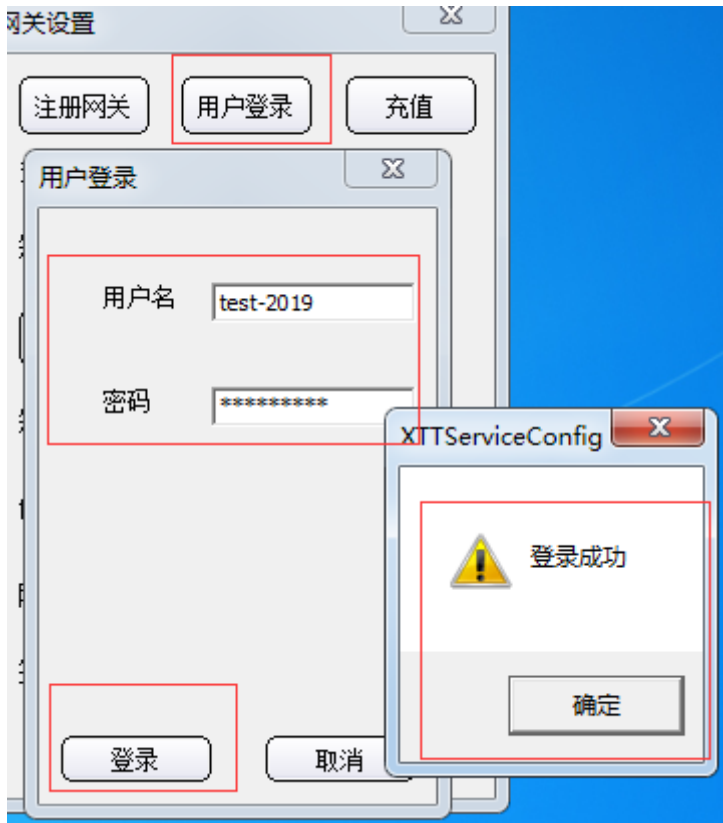 网关设置
注册网关
用户登录
充值
用户登录
用户名
test-2019
密码
*********
XTTServiceConfig
登录成功
确定
登录
取消